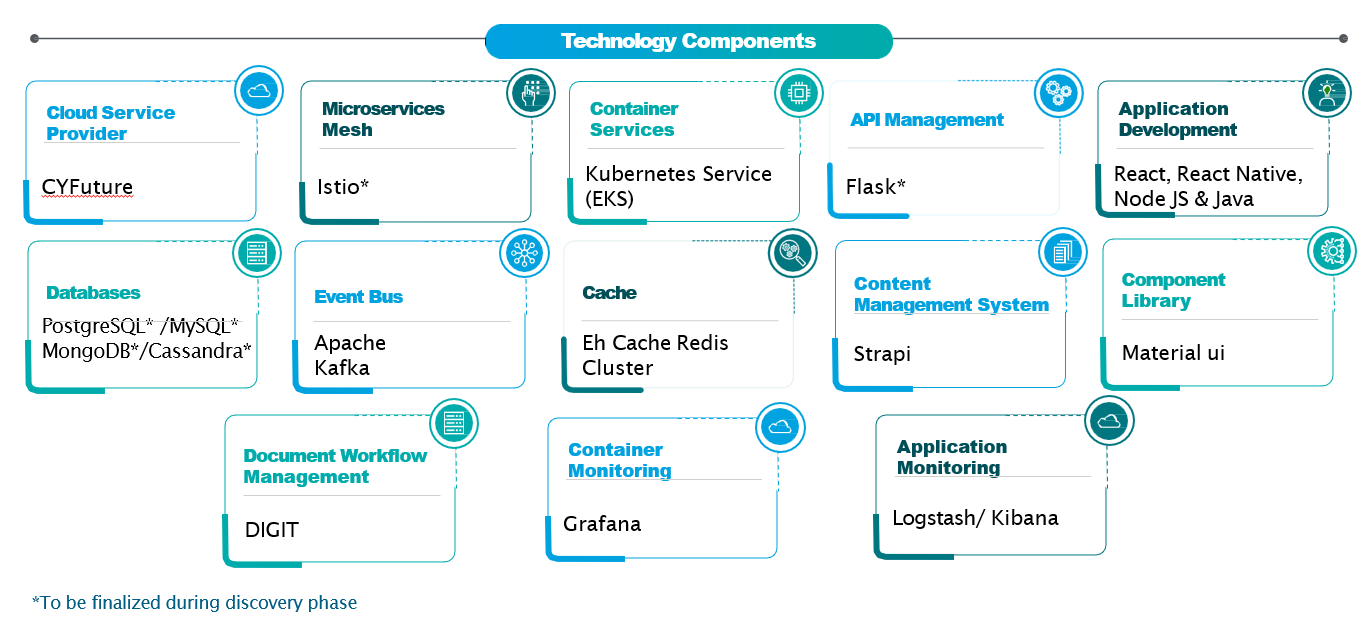 Technology Components
Cloud Service
Provider
CYFuture
Microservices
Mesh
Istio*
Container
Services
Kubernetes Service
(EKS)
API Management
Flask*
Application
Development
React, React Native,
Node JS & Java
Databases
PostgreSQL* /MySQL*
MongoDB*/Cassandra*
Event Bus
Apache
Kafka
Cache
Eh Cache Redis
Cluster
Content
Management System
Strapi
Component
Library
Material ui
Document Workflow
Management
DIGIT
Container
Monitoring
Grafana
Application
Monitoring
Logstash/ Kibana
*To be finalized during discovery phase